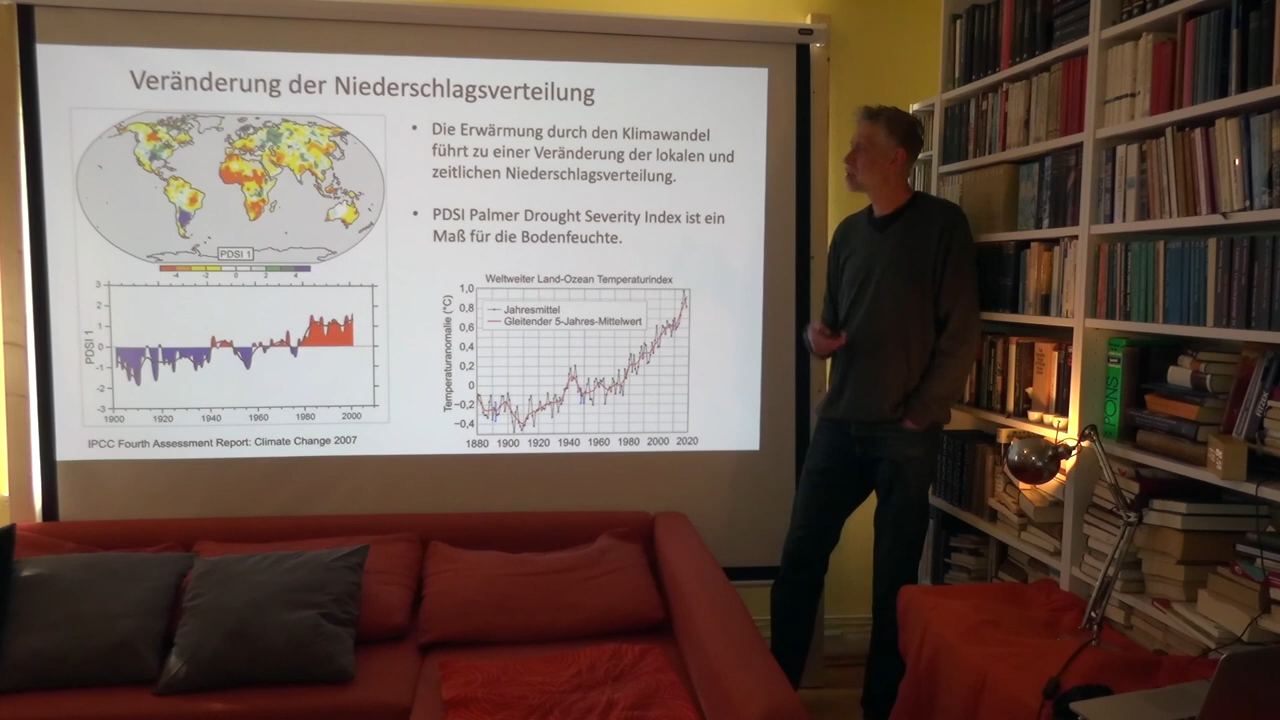 Veränderung der Niederschlagsverteilung
• Die Erwärmung durch den Klimawandel
führt zu einer Veränderung der lokalen und
zeitlichen Niederschlagsverteilung.
• PDSI Palmer Drought Severity Index ist ein
Maß für die Bodenfeuchte.
PDSI 1
-4 -2 0 2 4
PDSI 1
3
2
1
0
-1
-2
-3
1900 1920 1940 1960 1980 2000
IPCC Fourth Assessment Report: Climate Change 2007
Weltweiter Land-Ozean Temperaturindex
Temperaturanomalie (°C)
1,0
0,8
0,6
0,4
0,2
0
−0,2
−0,4
Jahresmittel
Gleitender 5-Jahres-Mittelwert
1880 1900 1920 1940 1960 1980 2000 2020
PONS